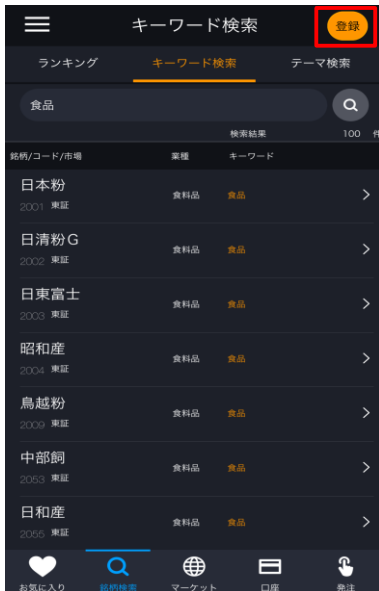 キーワード検索
登録
ランキング キーワード検索 テーマ検索
食品
検索結果 100 件
銘柄/コード/市場 業種 キーワード
日本粉
2001 東証 食料品 食品
日清粉G
2002 東証 食料品 食品
日東富士
2003 東証 食料品 食品
昭和産
2004 東証 食料品 食品
鳥越粉
2009 東証 食料品 食品
中部飼
2053 東証 食料品 食品
日和産
2055 東証 食料品 食品
お気に入り 銘柄検索 マーケット 口座 発注